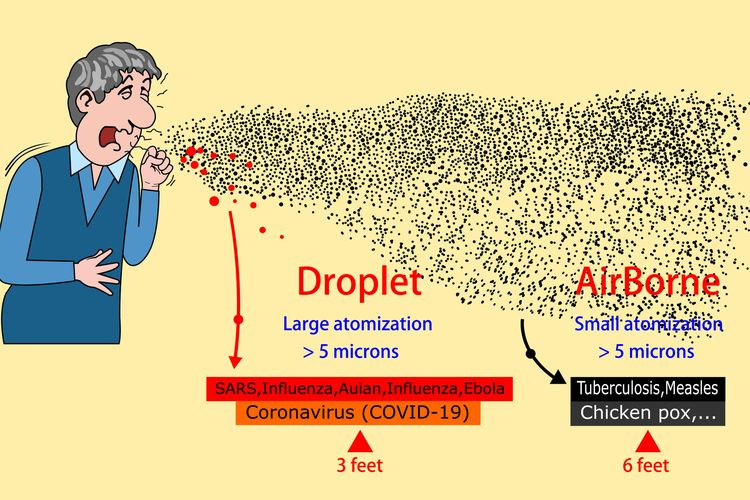 Droplet
Large atomization
> 5 microns
SARS,Influenza,Auian,Influenza,Ebola
Coronavirus (COVID-19)
3 feet
AirBorne
Small atomization
> 5 microns
Tuberculosis,Measles
Chicken pox,...
6 feet